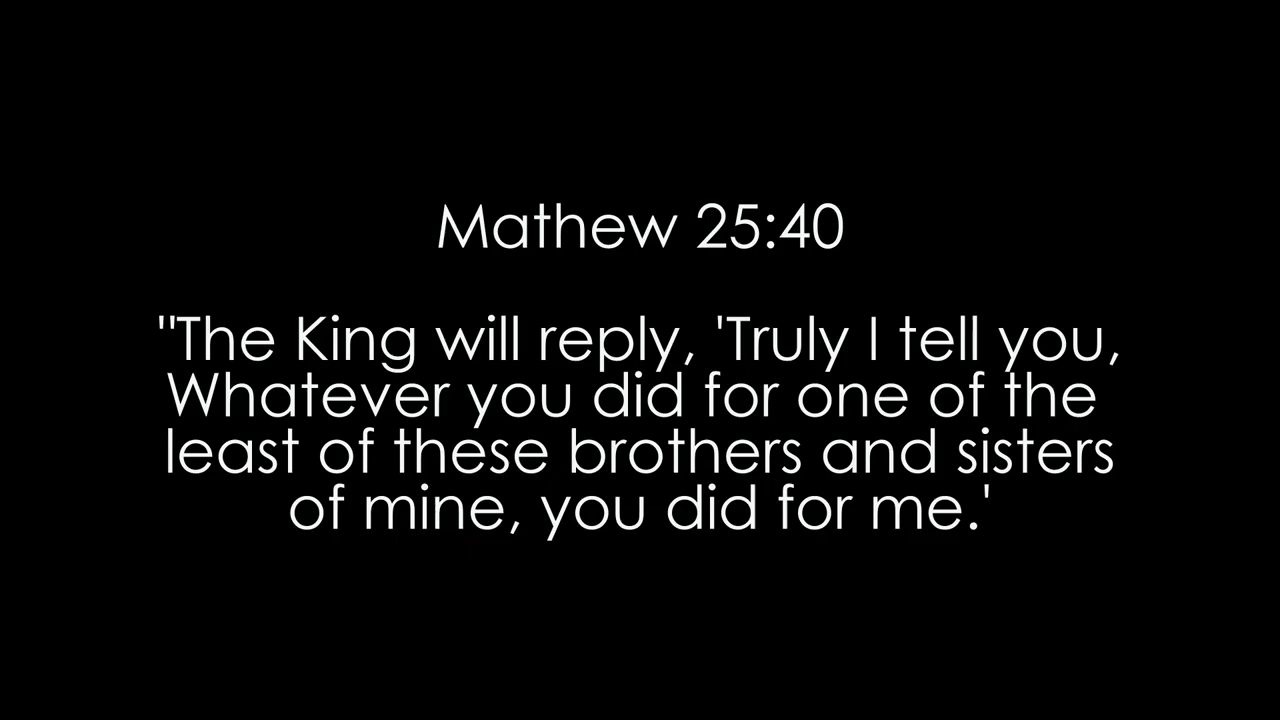 Mathew 25:40
"The King will reply, 'Truly I tell you,
Whatever you did for one of the
least of these brothers and sisters
of mine, you did for me.'